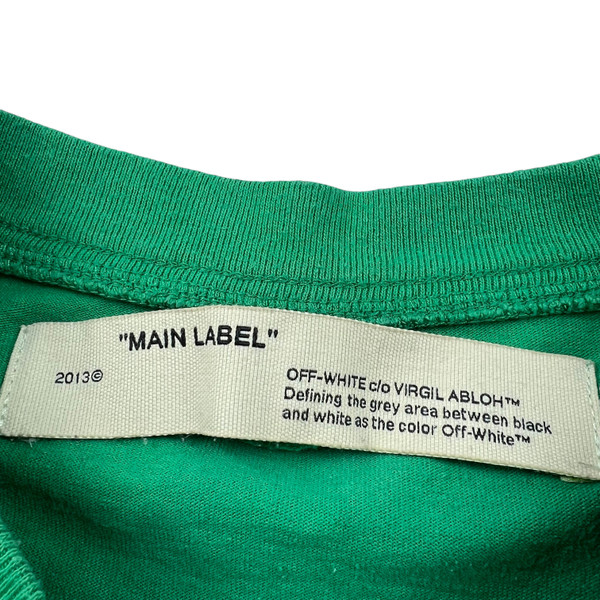 "MAIN LABEL"
2013©
OFF-WHITE c/o VIRGIL ABLOH™
Defining the grey area between black
and white as the color Off-White™